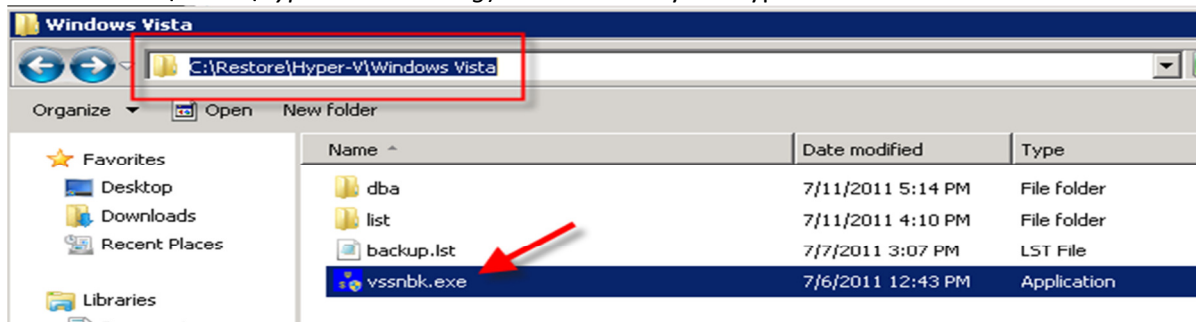 Windows Vista
C:\Restore\Hyper-V\Windows Vista
Organize Open New folder
Name Date modified Type
Favorites
Desktop
Downloads
Recent Places
Libraries
dba 7/11/2011 5:14 PM File folder
list 7/11/2011 4:10 PM File folder
backup.lst 7/7/2011 3:07 PM LST File
vssnbk.exe 7/6/2011 12:43 PM Application